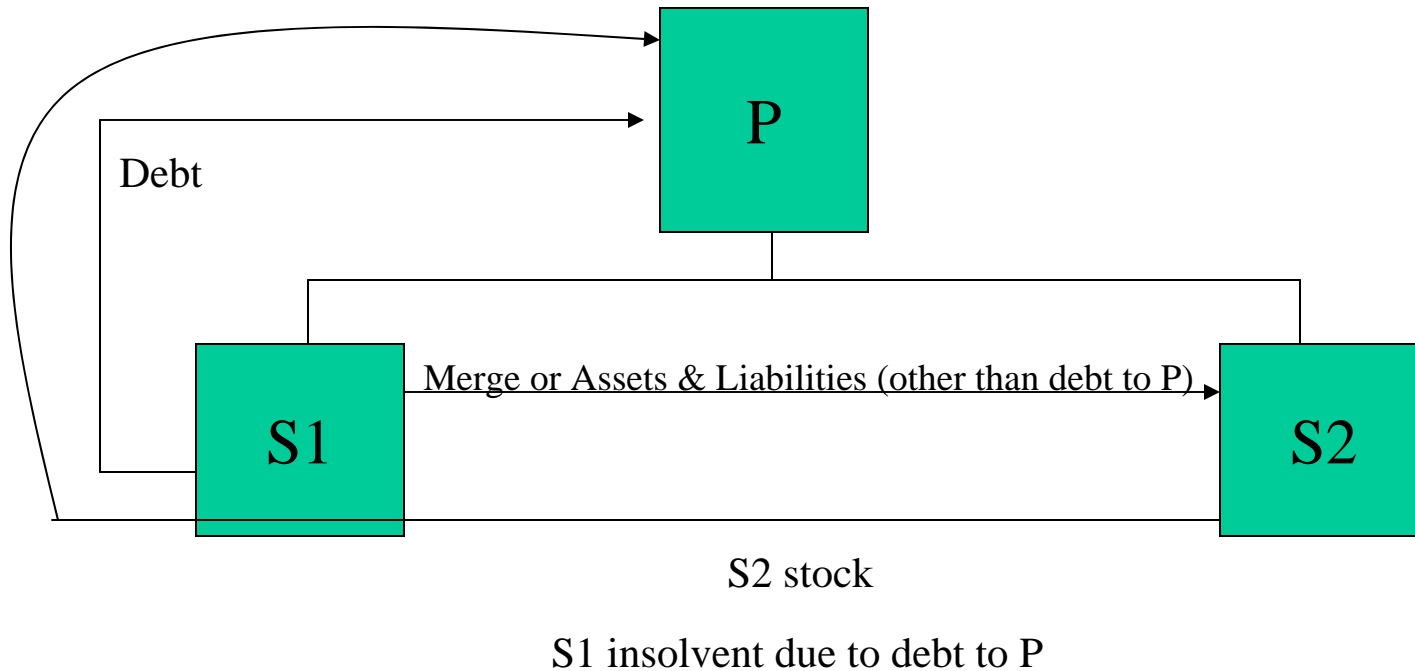 P
Debt
Merge or Assets & Liabilities (other than debt to P)
S1
S2
S2 stock
S1 insolvent due to debt to P